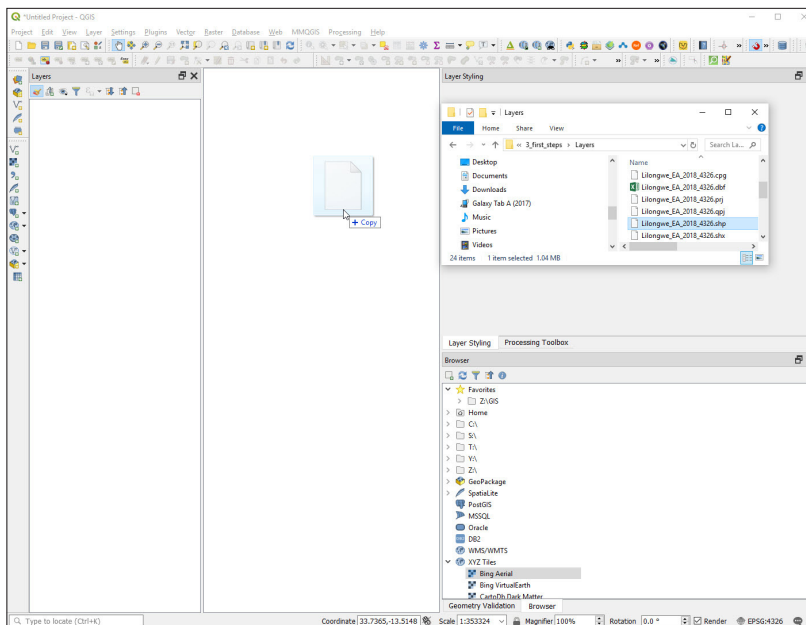 *Untitled Project - QGIS
Project Edit View Layer Settings Plugins Vector Raster Database Web MMQGIS Processing Help
Layers
Layer Styling
Layers
File Home Share View
« 3_first_steps › Layers
Search La...
Desktop
Documents
Downloads
Galaxy Tab A (2017)
Music
Pictures
Videos
Name
Lilongwe_EA_2018_4326.cpg
Lilongwe_EA_2018_4326.dbf
Lilongwe_EA_2018_4326.prj
Lilongwe_EA_2018_4326.qpj
Lilongwe_EA_2018_4326.shp
Lilongwe_EA_2018_4326.shx
24 items 1 item selected 1.04 MB
+ Copy
Layer Styling Processing Toolbox
Browser
Favorites
Z:\GIS
Home
C:\
S:\
T:\
Y:\
Z:\
GeoPackage
SpatiaLite
PostGIS
MSSQL
Oracle
DB2
WMS/WMTS
XYZ Tiles
Bing Aerial
Bing VirtualEarth
CartoDb Dark Matter
Geometry Validation Browser
Type to locate (Ctrl+K)
Coordinate 33.7365,-13.5148 Scale 1:353324 Magnifier 100% Rotation 0.0 ° Render EPSG:4326